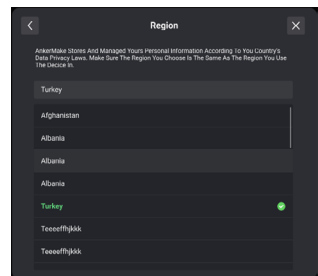 Region
AnkerMake Stores And Managed Yours Personal Information According To You Country's
Data Privacy Laws. Make Sure The Region You Choose Is The Same As The Region You Use
The Decice In.
Turkey
Afghanistan
Albania
Albania
Albania
Turkey
Teeeeffhjkkk
Teeeeffhjkkk